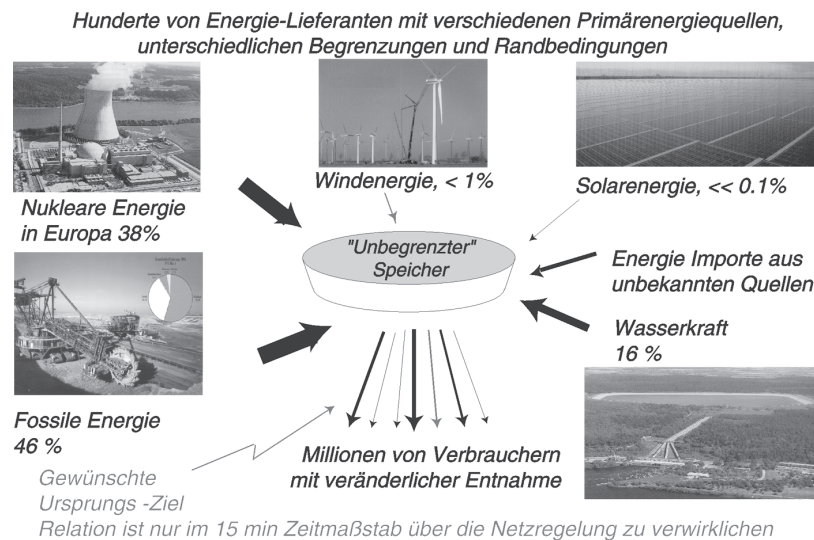 Hunderte von Energie-Lieferanten mit verschiedenen Primärenergiequellen,
unterschiedlichen Begrenzungen und Randbedingungen
Windenergie, < 1%
Solarenergie, << 0.1%
Nukleare Energie
in Europa 38%
"Unbegrenzter"
Speicher
Energie Importe aus
unbekannten Quellen
Wasserkraft
16 %
Fossile Energie
46 %
Millionen von Verbrauchern
mit veränderlicher Entnahme
Gewünschte
Ursprungs -Ziel
Relation ist nur im 15 min Zeitmaßstab über die Netzregelung zu verwirklichen